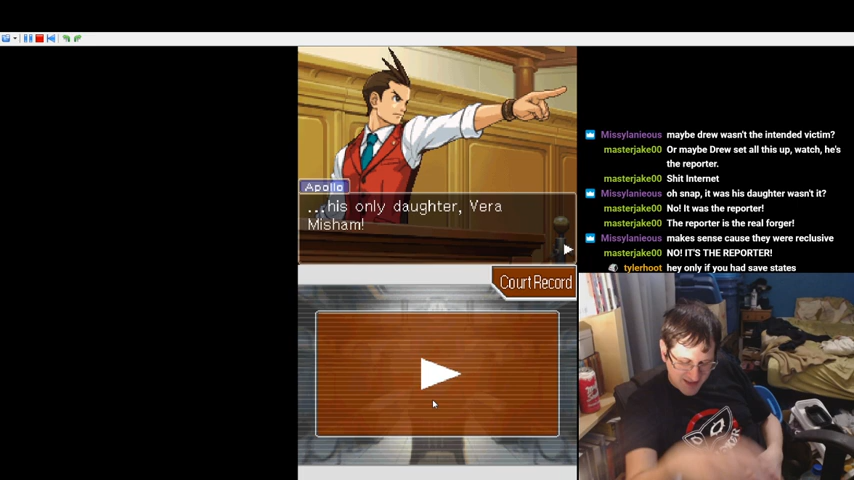 Apollo
...his only daughter, Vera
Misham!
Court Record
Missylanieous maybe drew wasn't the intended victim?
masterjake00 Or maybe Drew set all this up, watch, he's
the reporter.
masterjake00 Shit Internet
Missylanieous oh snap, it was his daughter wasn't it?
masterjake00 No! It was the reporter!
masterjake00 The reporter is the real forger!
Missylanieous makes sense cause they were reclusive
masterjake00 NO! IT'S THE REPORTER!
tylerhoot hey only if you had save states